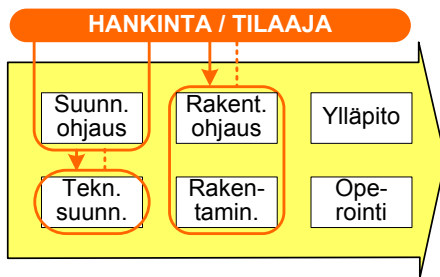 HANKINTA / TILAAJA
Suunn.
ohjaus
Rakent.
ohjaus
Ylläpito
Tekn.
suunn.
Raken-
tamin.
Ope-
rointi